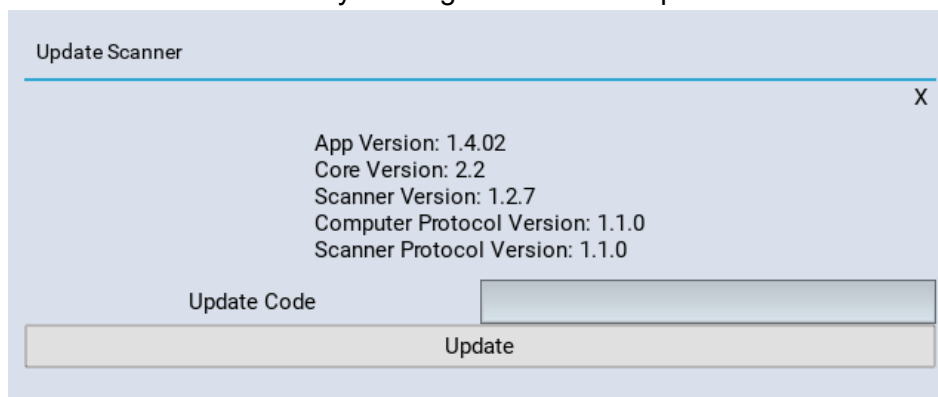 Update Scanner
X
App Version: 1.4.02
Core Version: 2.2
Scanner Version: 1.2.7
Computer Protocol Version: 1.1.0
Scanner Protocol Version: 1.1.0
Update Code
Update